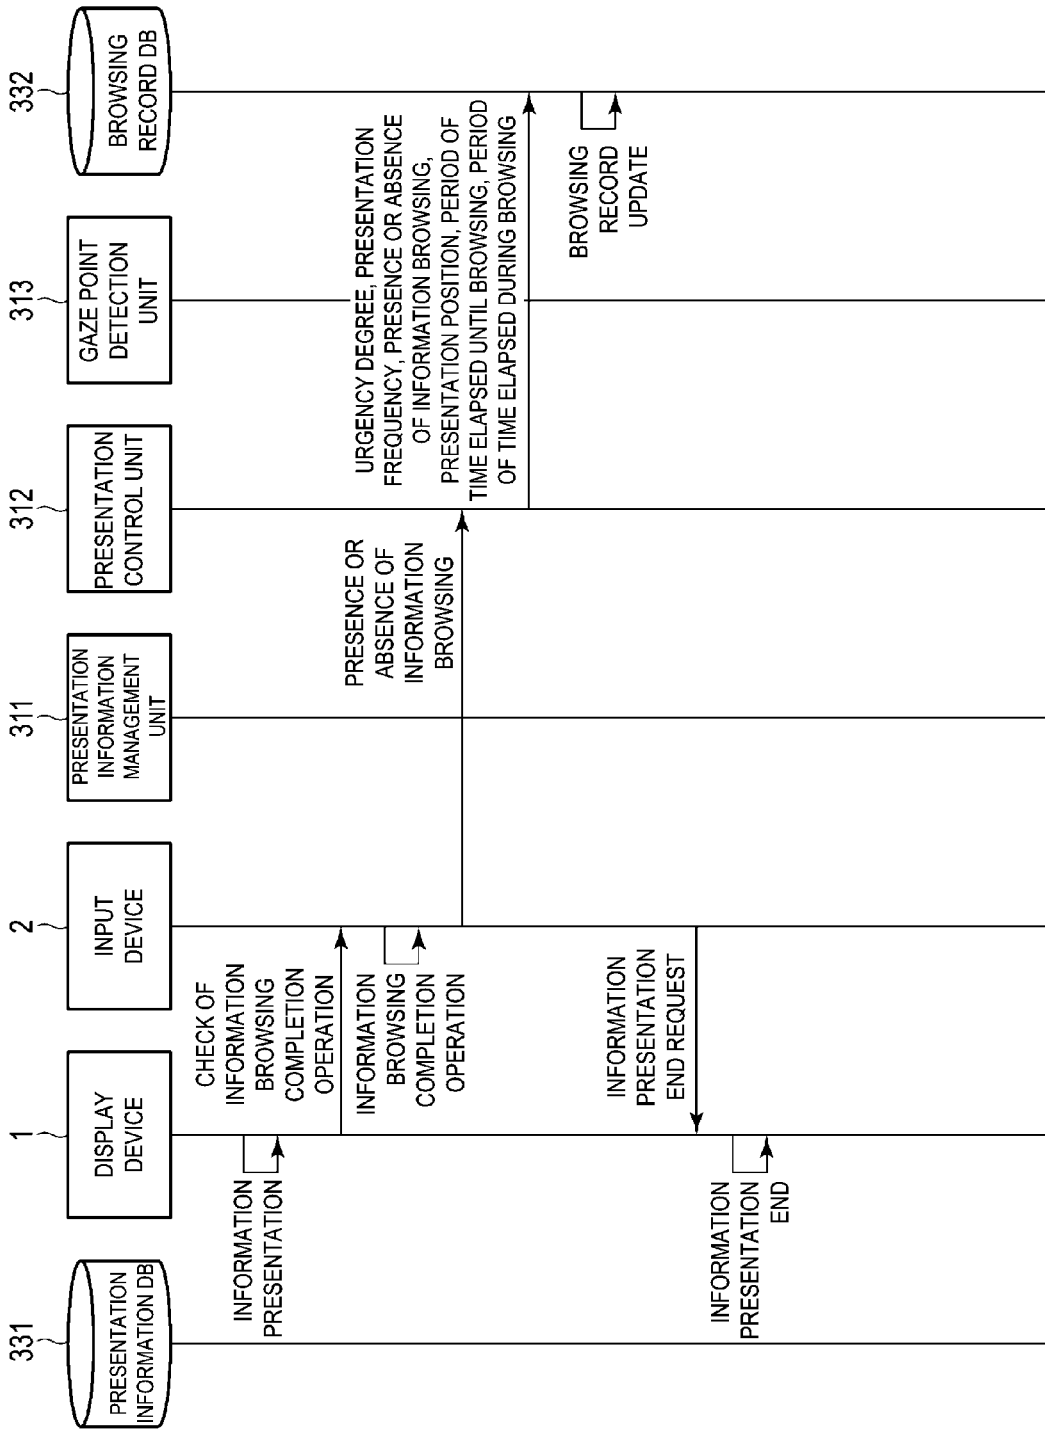 331
PRESENTATION
INFORMATION DB
1
DISPLAY
DEVICE
2
INPUT
DEVICE
311
PRESENTATION
INFORMATION
MANAGEMENT
UNIT
312
PRESENTATION
CONTROL UNIT
313
GAZE POINT
DETECTION
UNIT
332
BROWSING
RECORD DB
INFORMATION
PRESENTATION
CHECK OF
INFORMATION
BROWSING
COMPLETION
OPERATION
INFORMATION
BROWSING
COMPLETION
OPERATION
PRESENCE OR
ABSENCE OF
INFORMATION
BROWSING
URGENCY DEGREE, PRESENTATION
FREQUENCY, PRESENCE OR ABSENCE
OF INFORMATION BROWSING,
PRESENTATION POSITION, PERIOD OF
TIME ELAPSED UNTIL BROWSING, PERIOD
OF TIME ELAPSED DURING BROWSING
BROWSING
RECORD
UPDATE
INFORMATION
PRESENTATION
END REQUEST
INFORMATION
PRESENTATION
END